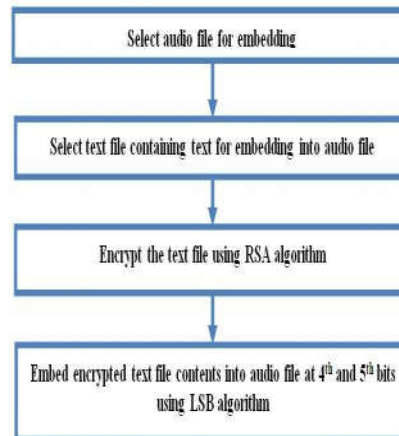 Select audio file for embedding
Select text file containing text for embedding into audio file
Encrypt the text file using RSA algorithm
Embed encrypted text file contents into audio file at 4th and 5th bits
using LSB algorithm